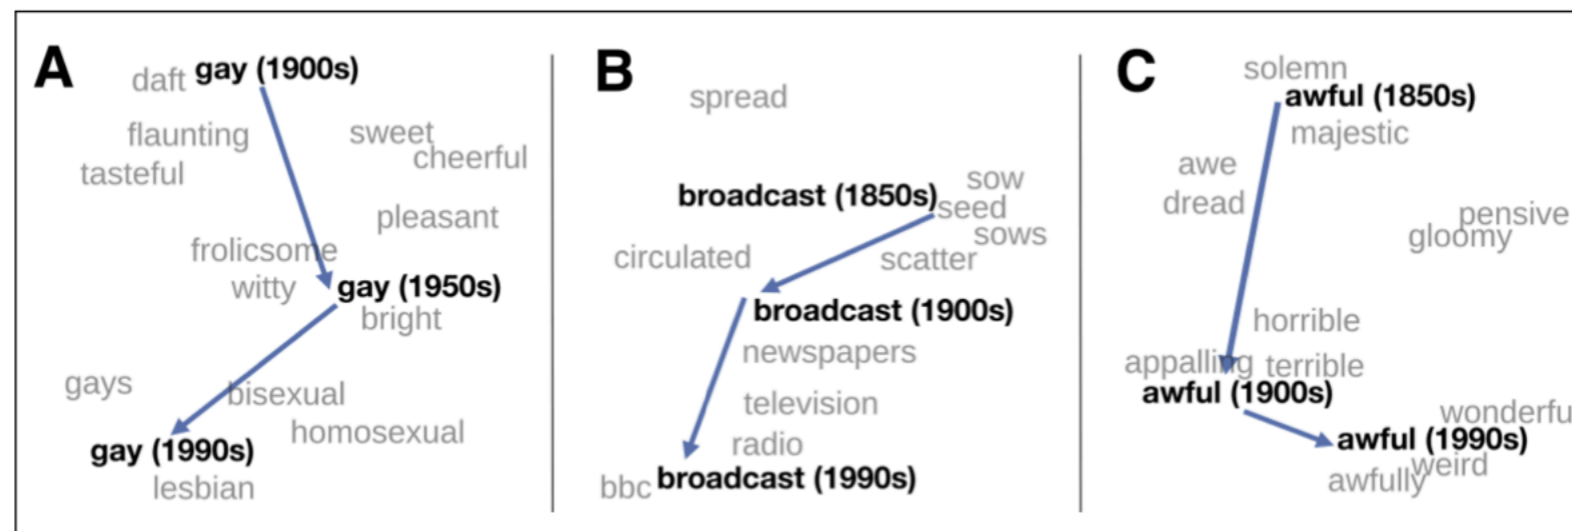 A
daft gay (1900s)
flaunting
sweet
cheerful
tasteful
pleasant
frolicsome
witty
gay (1950s)
bright
gays
bisexual
homosexual
gay (1990s)
lesbian
B
spread
sow
broadcast (1850s)
seed
sows
circulated
scatter
broadcast (1900s)
newspapers
television
radio
bbc broadcast (1990s)
C
solemn
awful (1850s)
majestic
awe
dread
pensive
gloomy
horrible
appalling terrible
awful (1900s)
wonderfu
awful (1990s)
weird
awfully